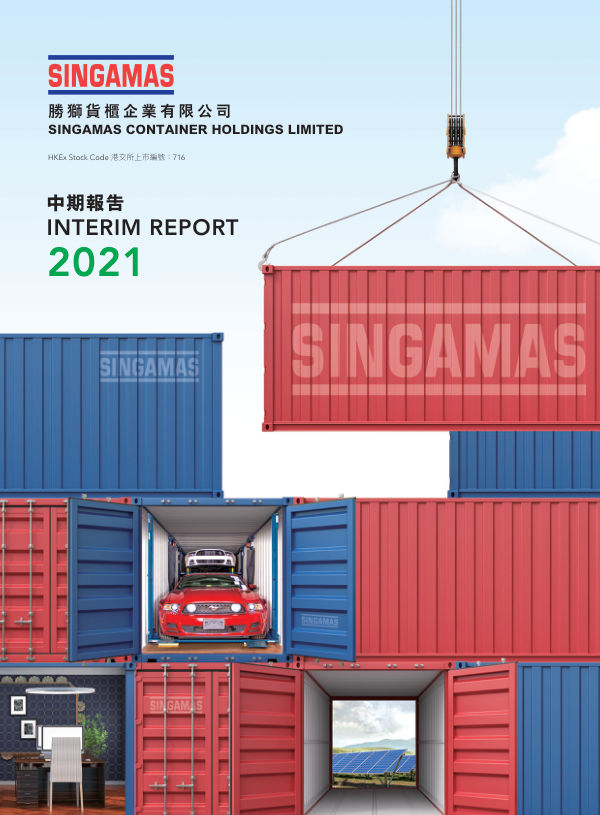 SINGAMAS
勝獅貨櫃企業有限公司
SINGAMAS CONTAINER HOLDINGS LIMITED
HKEx Stock Code 港交所上市編號：716
中期報告
INTERIM REPORT
2021
SINGAMAS
SINGAMAS
SINGAMAS
SINGAMAS